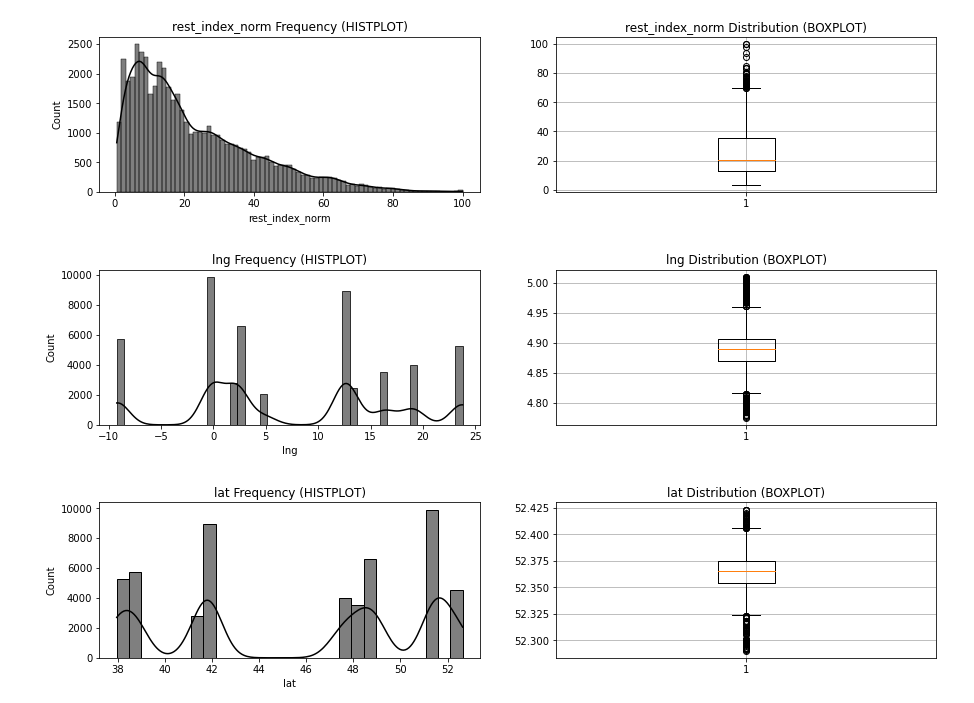 rest_index_norm Frequency (HISTPLOT)
2500
2000
1500
1000
500
0
Count
0 20 40 60 80 100
rest_index_norm
rest_index_norm Distribution (BOXPLOT)
100
80
60
40
20
0
1
lng Frequency (HISTPLOT)
10000
8000
6000
4000
2000
0
Count
−10 −5 0 5 10 15 20 25
lng
lng Distribution (BOXPLOT)
5.00
4.95
4.90
4.85
4.80
1
lat Frequency (HISTPLOT)
10000
8000
6000
4000
2000
0
Count
38 40 42 44 46 48 50 52
lat
lat Distribution (BOXPLOT)
52.425
52.400
52.375
52.350
52.325
52.300
1